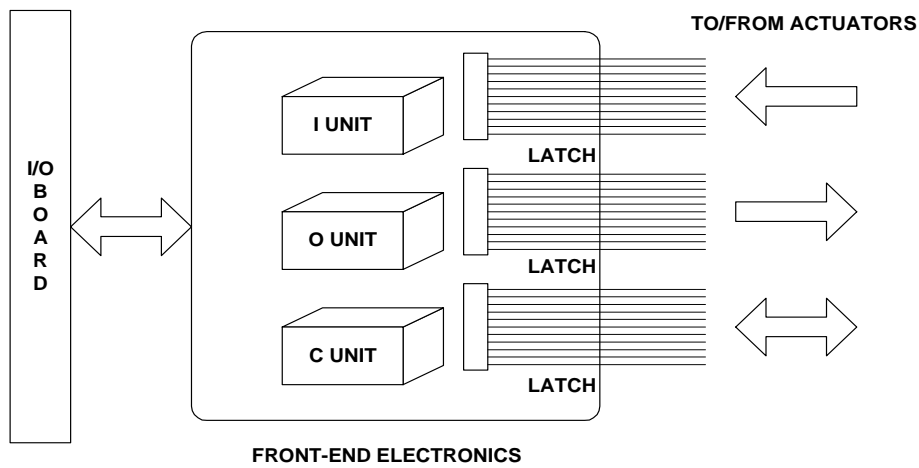 TO/FROM ACTUATORS
I UNIT
LATCH
I/O
B
O
A
R
D
O UNIT
LATCH
C UNIT
LATCH
FRONT-END ELECTRONICS